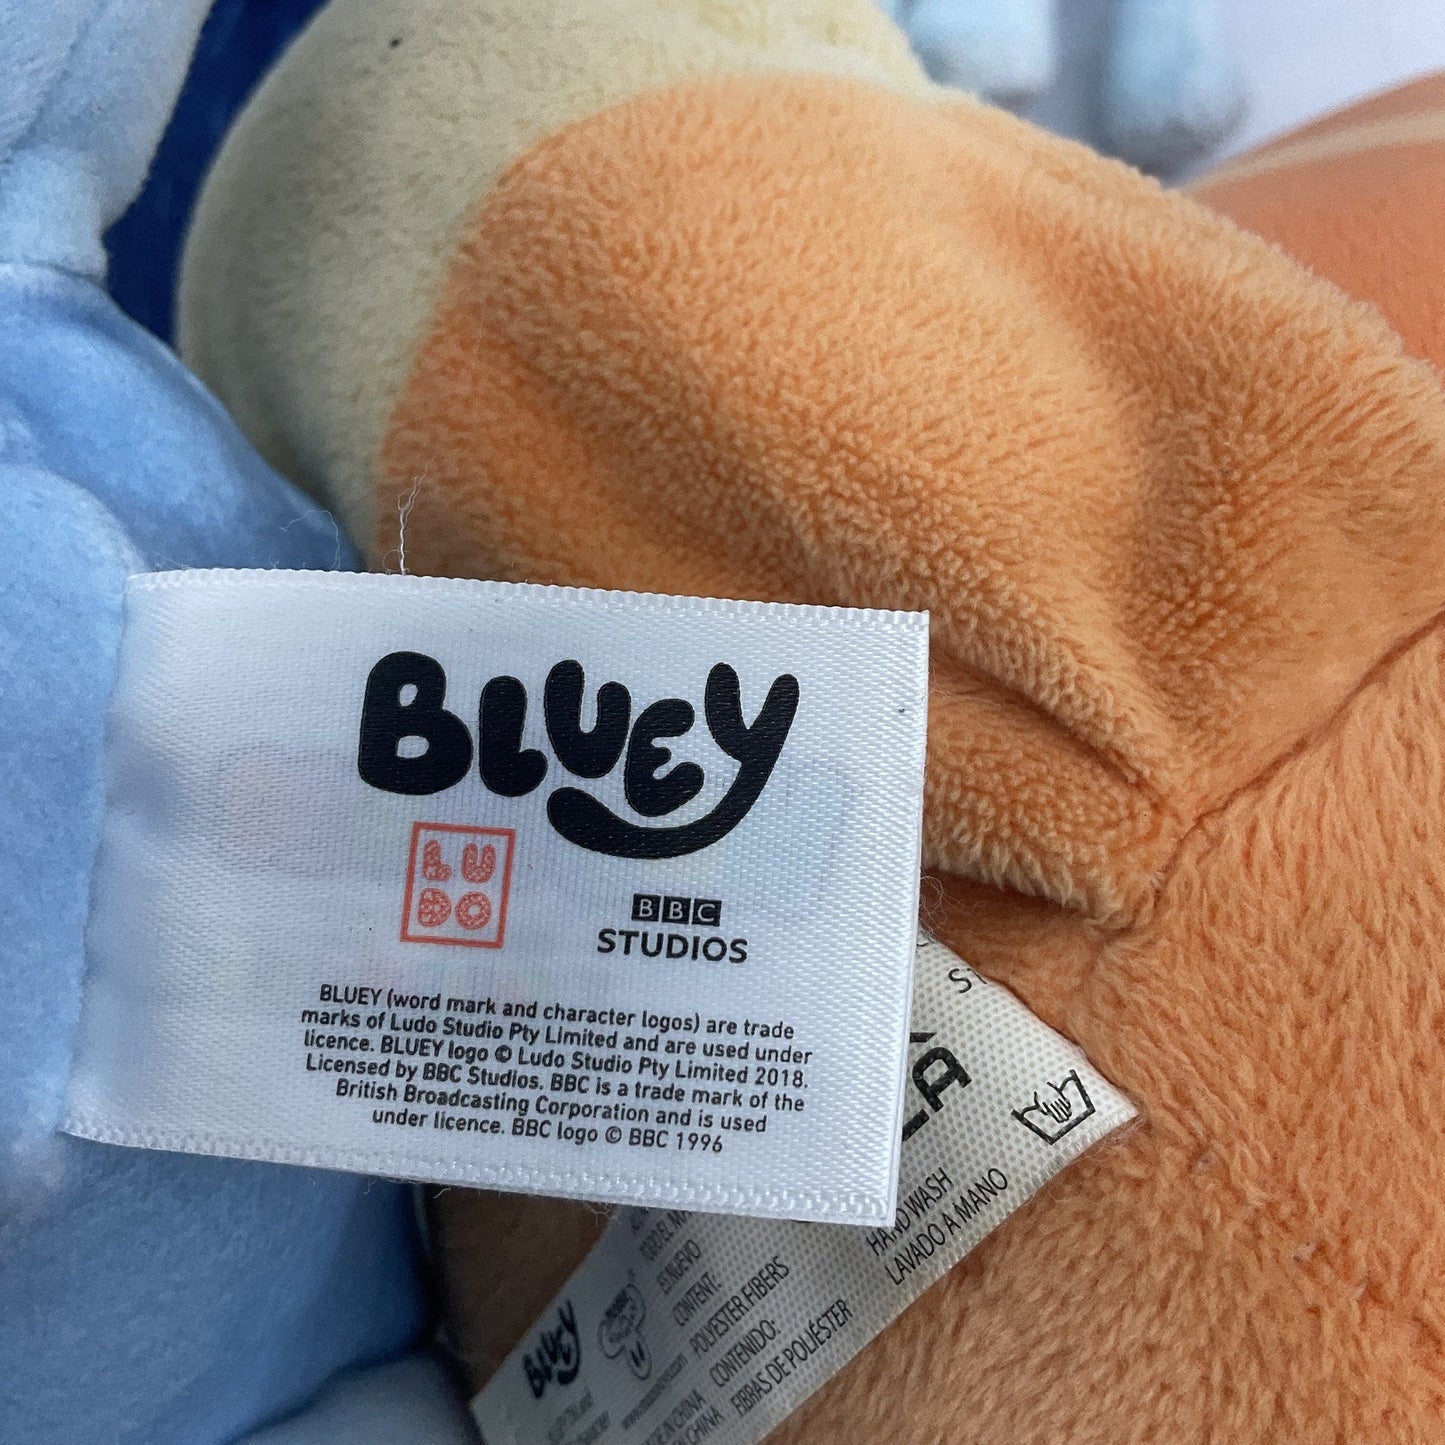 BLUEY
LU
DO
BBC
STUDIOS
BLUEY (word mark and character logos) are trade
marks of Ludo Studio Pty Limited and are used under
licence. BLUEY logo © Ludo Studio Pty Limited 2018.
Licensed by BBC Studios. BBC is a trade mark of the
British Broadcasting Corporation and is used
under licence. BBC logo © BBC 1996
HAND WASH
LAVADO A MANO
CONTENT:
POLYESTER FIBERS
CONTENIDO:
FIBRAS DE POLIÉSTER
BLUEY